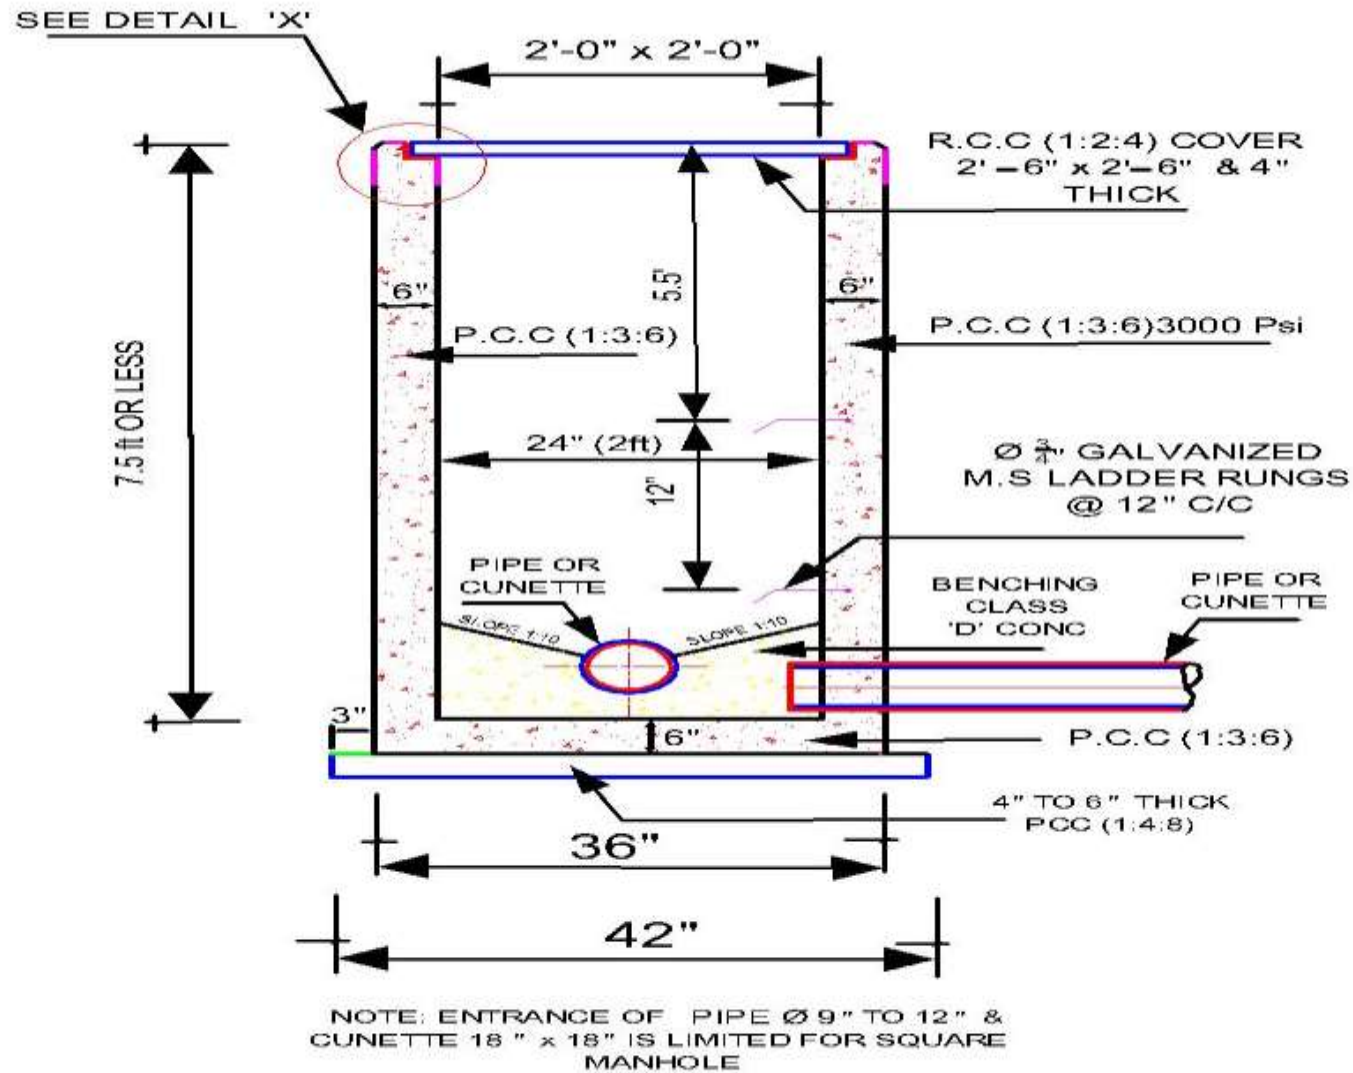 SEE DETAIL 'X'
2'-0" x 2'-0"
R.C.C (1:2:4) COVER
2'–6" x 2'–6" & 4"
THICK
6"
6"
5.5'
P.C.C (1:3:6)
P.C.C (1:3:6)3000 Psi
7.5 ft OR LESS
24" (2ft)
12"
Ø 3/4" GALVANIZED
M.S LADDER RUNGS
@ 12" C/C
PIPE OR
CUNETTE
BENCHING
CLASS
'D' CONC
PIPE OR
CUNETTE
SLOPE 1:10
SLOPE 1:10
3"
6"
P.C.C (1:3:6)
4" TO 6" THICK
PCC (1:4:8)
36"
42"
NOTE: ENTRANCE OF PIPE Ø 9" TO 12" &
CUNETTE 18" x 18" IS LIMITED FOR SQUARE
MANHOLE